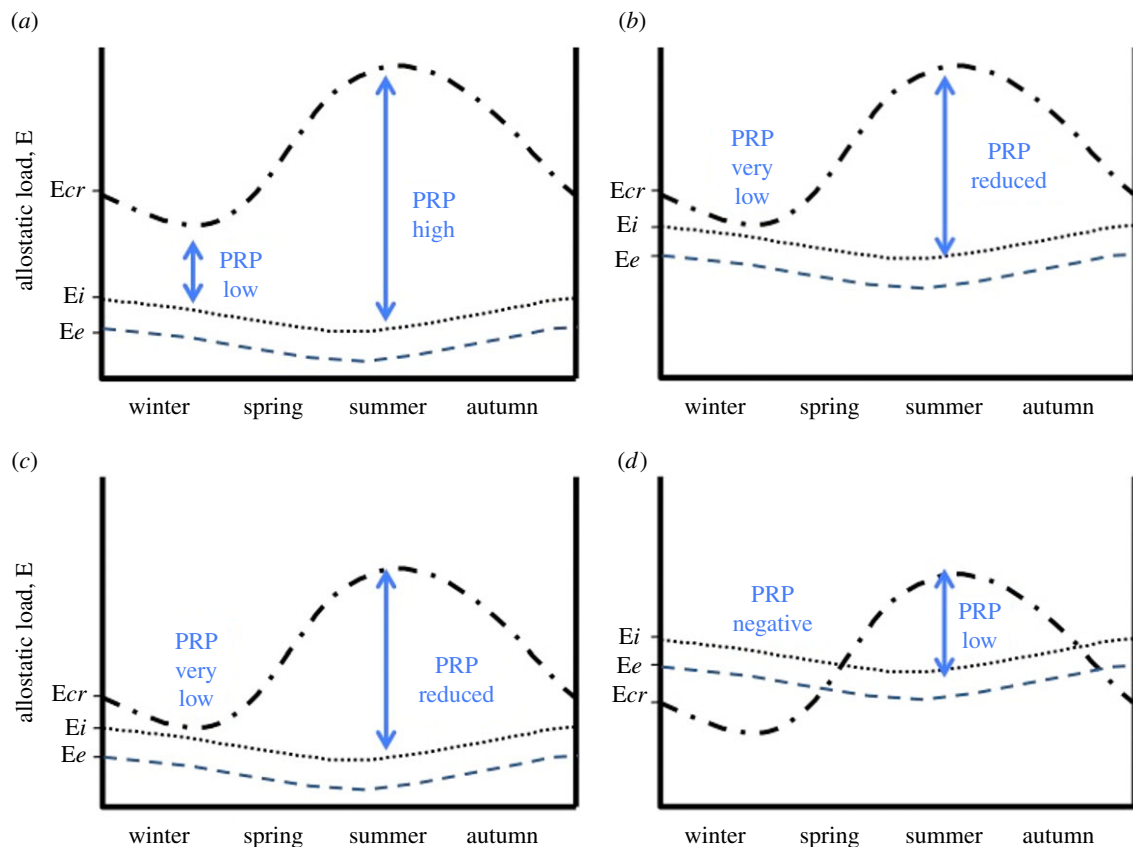 (a)
allostatic load, E
Ecr
Ei
Ee
PRP
low
PRP
high
winter spring summer autumn
(b)
Ecr
Ei
Ee
PRP
very
low
PRP
reduced
winter spring summer autumn
(c)
allostatic load, E
Ecr
Ei
Ee
PRP
very
low
PRP
reduced
winter spring summer autumn
(d)
Ei
Ee
Ecr
PRP
negative
PRP
low
winter spring summer autumn